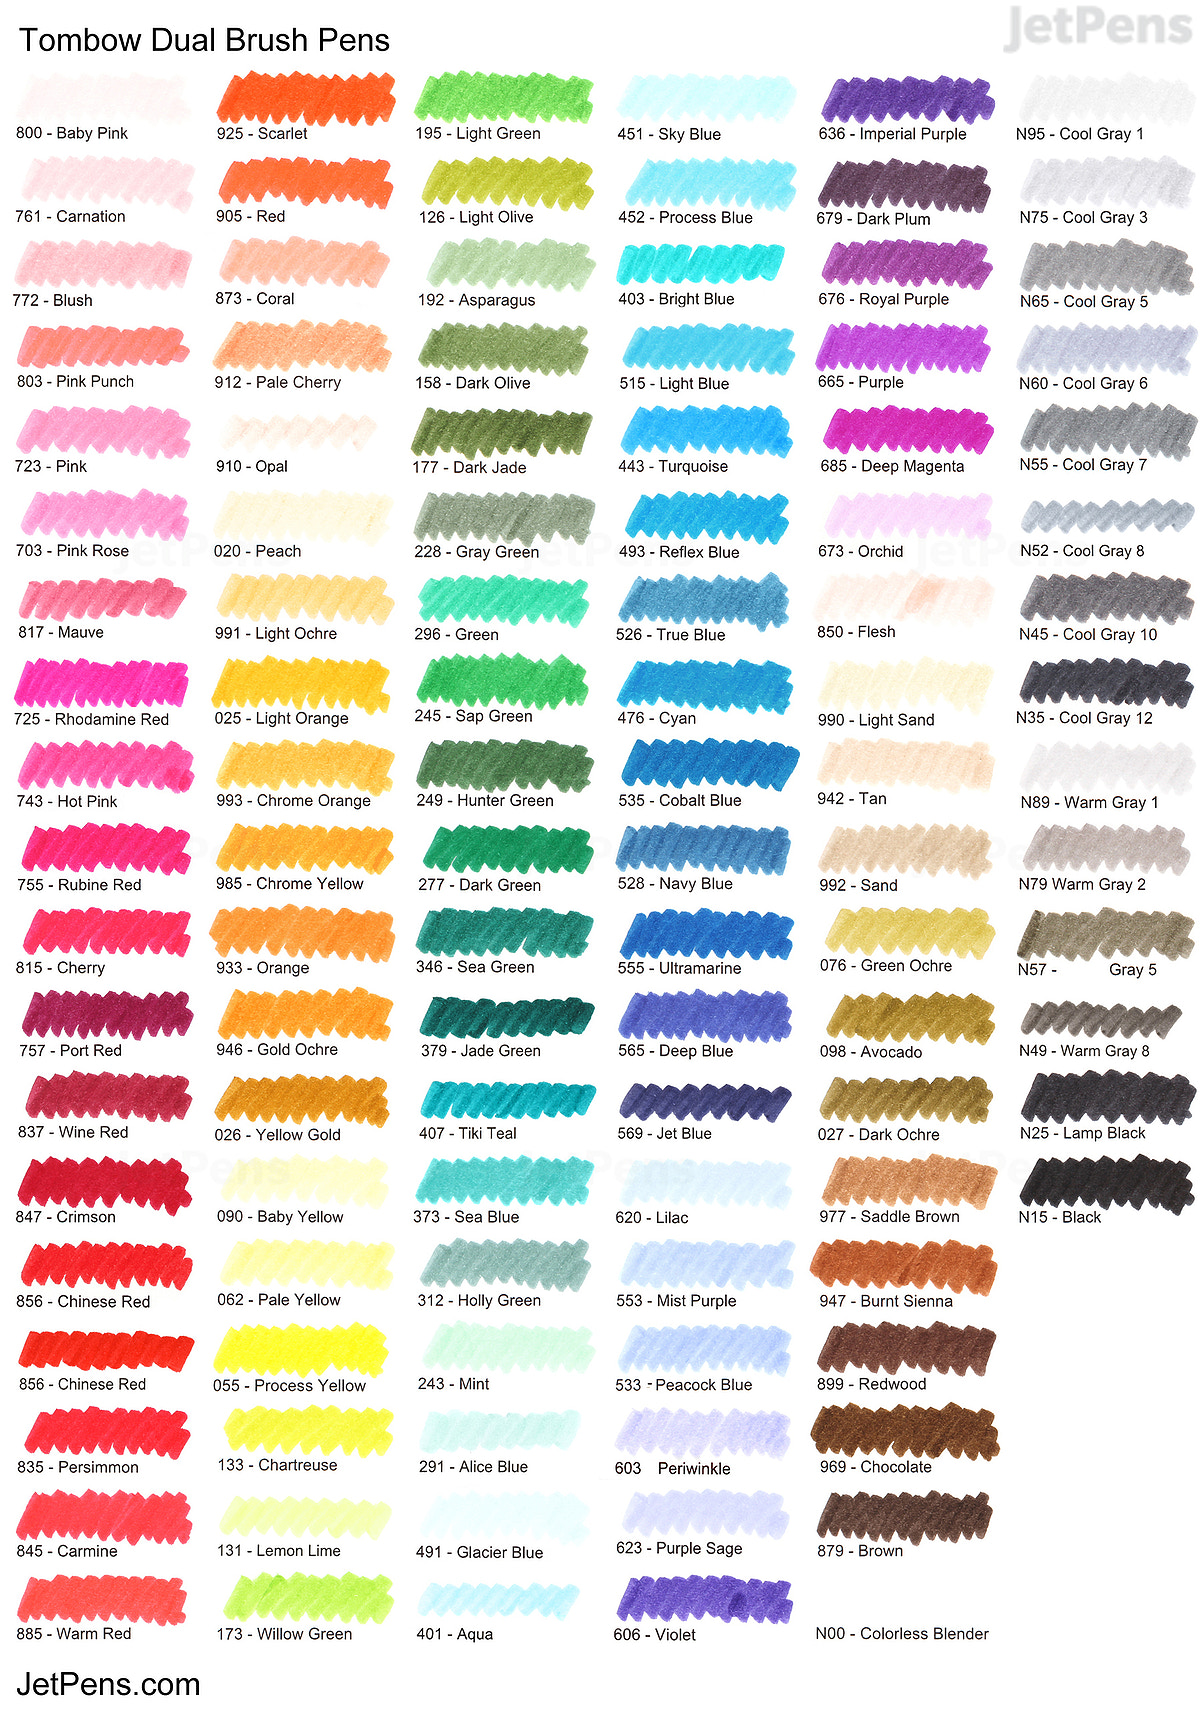 JetPens
Tombow Dual Brush Pens
800 - Baby Pink
761 - Carnation
772 - Blush
803 - Pink Punch
723 - Pink
703 - Pink Rose
817 - Mauve
725 - Rhodamine Red
743 - Hot Pink
755 - Rubine Red
815 - Cherry
757 - Port Red
837 - Wine Red
847 - Crimson
856 - Chinese Red
856 - Chinese Red
835 - Persimmon
845 - Carmine
885 - Warm Red
925 - Scarlet
905 - Red
873 - Coral
912 - Pale Cherry
910 - Opal
020 - Peach
991 - Light Ochre
025 - Light Orange
993 - Chrome Orange
985 - Chrome Yellow
933 - Orange
946 - Gold Ochre
026 - Yellow Gold
090 - Baby Yellow
062 - Pale Yellow
055 - Process Yellow
133 - Chartreuse
131 - Lemon Lime
173 - Willow Green
195 - Light Green
126 - Light Olive
192 - Asparagus
158 - Dark Olive
177 - Dark Jade
228 - Gray Green
296 - Green
245 - Sap Green
249 - Hunter Green
277 - Dark Green
346 - Sea Green
379 - Jade Green
407 - Tiki Teal
373 - Sea Blue
312 - Holly Green
243 - Mint
291 - Alice Blue
491 - Glacier Blue
401 - Aqua
451 - Sky Blue
452 - Process Blue
403 - Bright Blue
515 - Light Blue
443 - Turquoise
493 - Reflex Blue
526 - True Blue
476 - Cyan
535 - Cobalt Blue
528 - Navy Blue
555 - Ultramarine
565 - Deep Blue
569 - Jet Blue
620 - Lilac
553 - Mist Purple
533 - Peacock Blue
603 Periwinkle
623 - Purple Sage
606 - Violet
636 - Imperial Purple
679 - Dark Plum
676 - Royal Purple
665 - Purple
685 - Deep Magenta
673 - Orchid
850 - Flesh
990 - Light Sand
942 - Tan
992 - Sand
076 - Green Ochre
098 - Avocado
027 - Dark Ochre
977 - Saddle Brown
947 - Burnt Sienna
899 - Redwood
969 - Chocolate
879 - Brown
N00 - Colorless Blender
N95 - Cool Gray 1
N75 - Cool Gray 3
N65 - Cool Gray 5
N60 - Cool Gray 6
N55 - Cool Gray 7
N52 - Cool Gray 8
N45 - Cool Gray 10
N35 - Cool Gray 12
N89 - Warm Gray 1
N79 Warm Gray 2
N57 - Gray 5
N49 - Warm Gray 8
N25 - Lamp Black
N15 - Black
JetPens.com